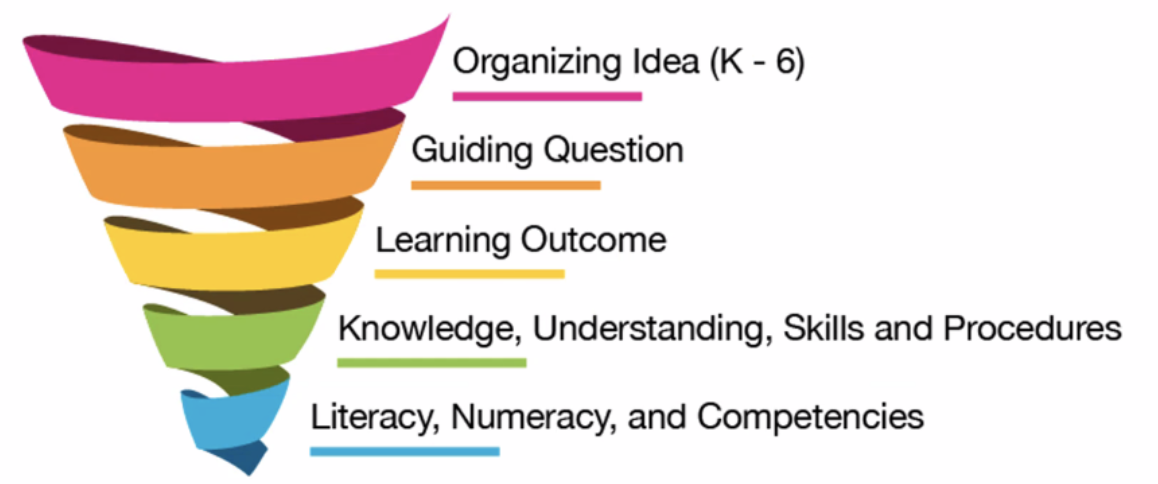 Organizing Idea (K - 6)
Guiding Question
Learning Outcome
Knowledge, Understanding, Skills and Procedures
Literacy, Numeracy, and Competencies